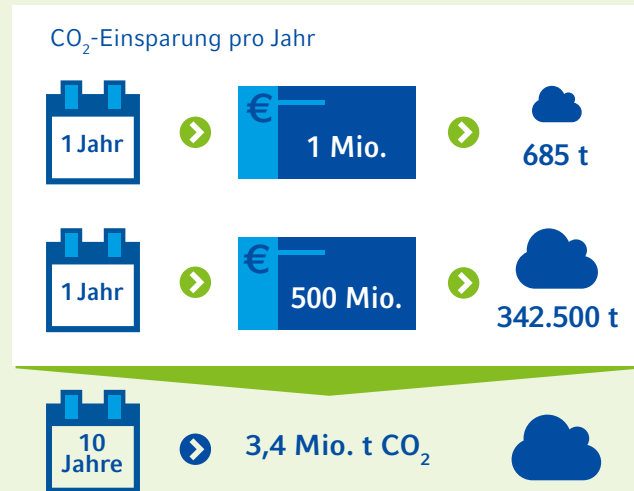 CO₂-Einsparung pro Jahr
1 Jahr
€
1 Mio.
685 t
1 Jahr
€
500 Mio.
342.500 t
10
Jahre
3,4 Mio. t CO₂